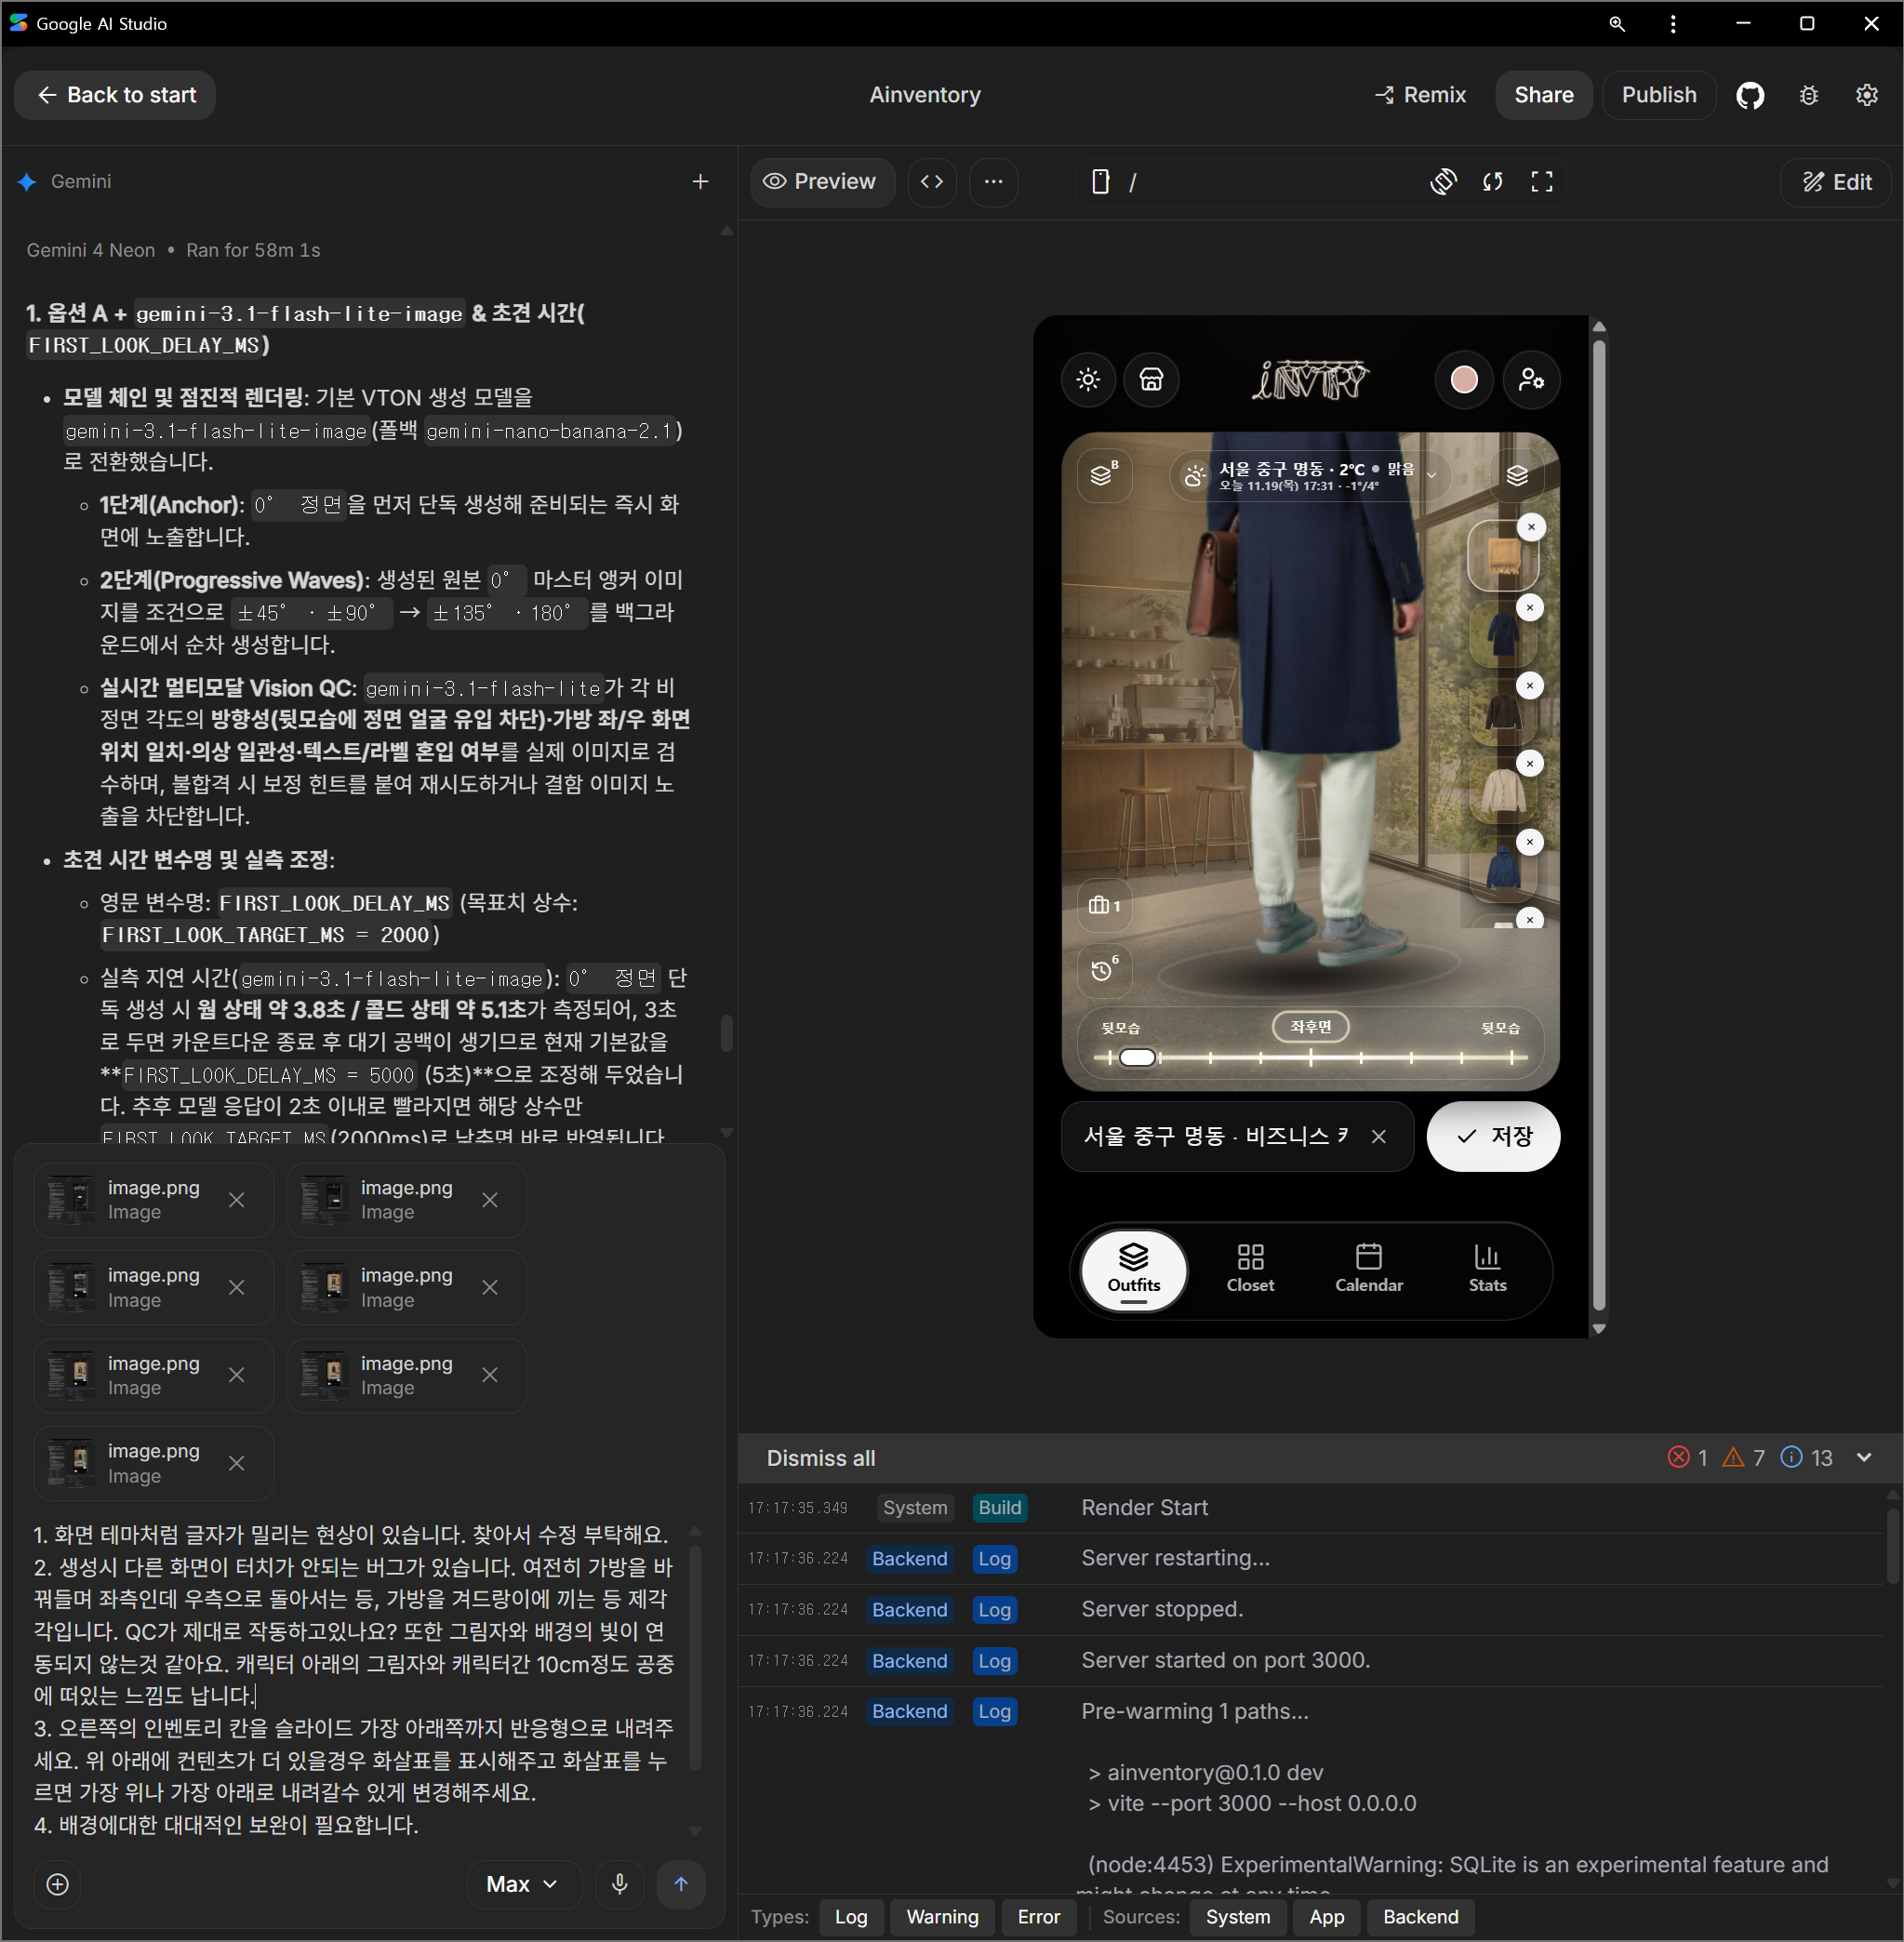 Google AI Studio
Back to start
Ainventory
Remix
Share
Publish
Gemini
Preview
/
Edit
Gemini 4 Neon • Ran for 58m 1s
1. 옵션 A + gemini-3.1-flash-lite-image & 초견 시간(
FIRST_LOOK_DELAY_MS)
• 모델 체인 및 점진적 렌더링: 기본 VTON 생성 모델을
gemini-3.1-flash-lite-image(폴백 gemini-nano-banana-2.1)
로 전환했습니다.
1단계(Anchor): 0° 정면을 먼저 단독 생성해 준비되는 즉시 화
면에 노출합니다.
2단계(Progressive Waves): 생성된 원본 0° 마스터 앵커 이미
지를 조건으로 ±45° · ±90° → ±135° · 180° 를 백그라
운드에서 순차 생성합니다.
실시간 멀티모달 Vision QC: gemini-3.1-flash-lite가 각 비
정면 각도의 방향성(뒷모습에 정면 얼굴 유입 차단)·가방 좌/우 화면
위치 일치·의상 일관성·텍스트/라벨 혼입 여부를 실제 이미지로 검
수하며, 불합격 시 보정 힌트를 붙여 재시도하거나 결함 이미지 노
출을 차단합니다.
• 초견 시간 변수명 및 실측 조정:
영문 변수명: FIRST_LOOK_DELAY_MS (목표치 상수:
FIRST_LOOK_TARGET_MS = 2000)
실측 지연 시간(gemini-3.1-flash-lite-image): 0° 정면 단
독 생성 시 웜 상태 약 3.8초 / 콜드 상태 약 5.1초가 측정되어, 3초
로 두면 카운트다운 종료 후 대기 공백이 생기므로 현재 기본값을
**FIRST_LOOK_DELAY_MS = 5000 (5초)**으로 조정해 두었습니
다. 추후 모델 응답이 2초 이내로 빨라지면 해당 상수만
FIRST_LOOK_TARGET_MS(2000ms)로 낮추면 바로 반영됩니다
image.png
Image
image.png
Image
image.png
Image
image.png
Image
image.png
Image
image.png
Image
image.png
Image
1. 화면 테마처럼 글자가 밀리는 현상이 있습니다. 찾아서 수정 부탁해요.
2. 생성시 다른 화면이 터치가 안되는 버그가 있습니다. 여전히 가방을 바
꿔들며 좌측인데 우측으로 돌아서는 등, 가방을 겨드랑이에 끼는 등 제각
각입니다. QC가 제대로 작동하고있나요? 또한 그림자와 배경의 빛이 연
동되지 않는것 같아요. 캐릭터 아래의 그림자와 캐릭터간 10cm정도 공중
에 떠있는 느낌도 납니다.
3. 오른쪽의 인벤토리 칸을 슬라이드 가장 아래쪽까지 반응형으로 내려주
세요. 위 아래에 컨텐츠가 더 있을경우 화살표를 표시해주고 화살표를 누
르면 가장 위나 가장 아래로 내려갈수 있게 변경해주세요.
4. 배경에대한 대대적인 보완이 필요합니다.
Max
iNVTRY
B
서울 중구 명동 · 2°C • 맑음
오늘 11.19(목) 17:31 · -1°/4°
1
6
뒷모습
좌후면
뒷모습
서울 중구 명동 · 비즈니스 ㅋ
저장
Outfits
Closet
Calendar
Stats
Dismiss all
1
7
13
17:17:35.349 System Build Render Start
17:17:36.224 Backend Log Server restarting...
17:17:36.224 Backend Log Server stopped.
17:17:36.224 Backend Log Server started on port 3000.
17:17:36.224 Backend Log Pre-warming 1 paths...
> ainventory@0.1.0 dev
> vite --port 3000 --host 0.0.0.0
(node:4453) ExperimentalWarning: SQLite is an experimental feature and
might change at any time
Types: Log Warning Error Sources: System App Backend